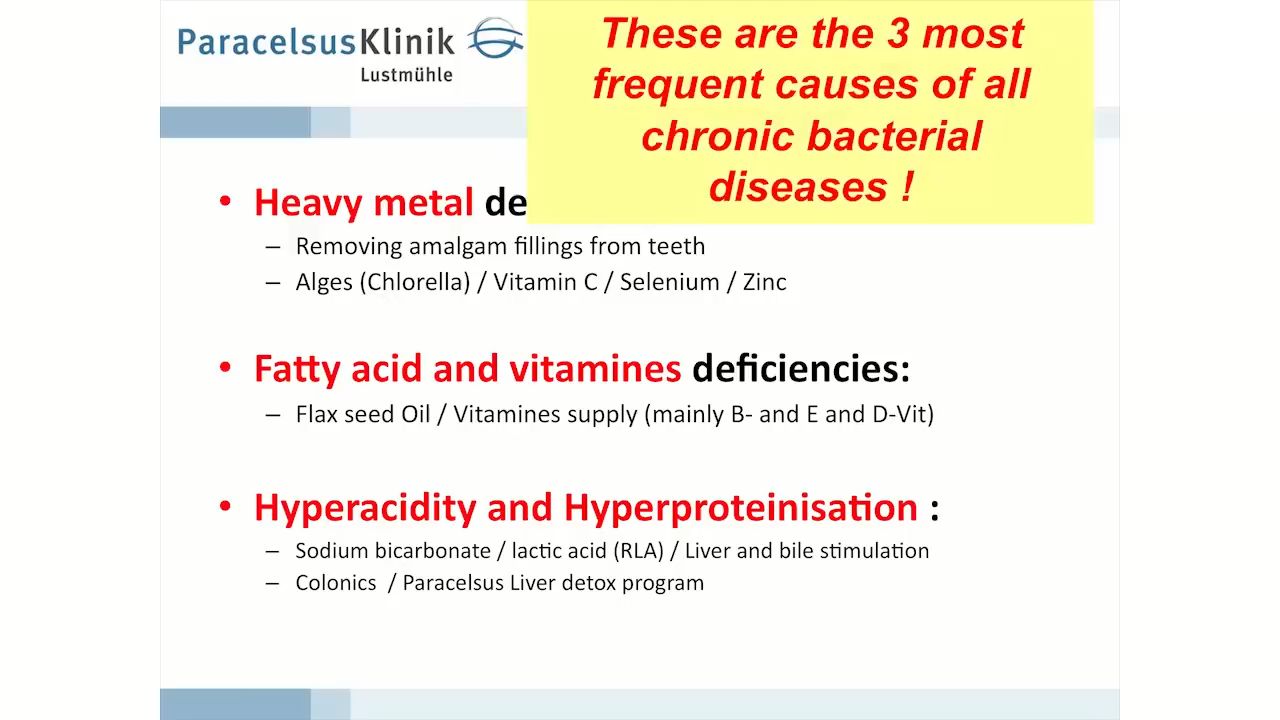 ParacelsusKlinik
Lustmühle
These are the 3 most
frequent causes of all
chronic bacterial
diseases !
• Heavy metal de
– Removing amalgam fillings from teeth
– Alges (Chlorella) / Vitamin C / Selenium / Zinc
• Fatty acid and vitamines deficiencies:
– Flax seed Oil / Vitamines supply (mainly B- and E and D-Vit)
• Hyperacidity and Hyperproteinisation :
– Sodium bicarbonate / lactic acid (RLA) / Liver and bile stimulation
– Colonics / Paracelsus Liver detox program